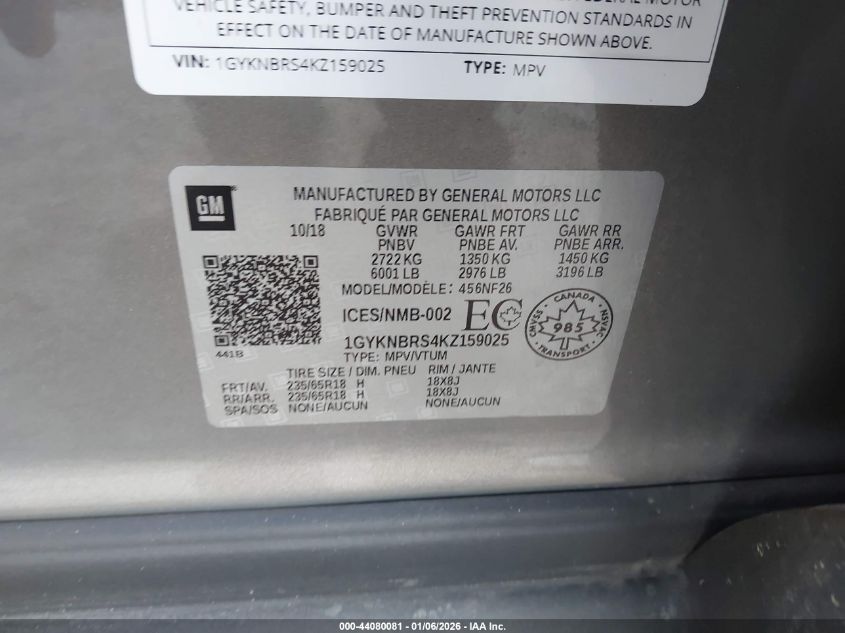 VEHICLE SAFETY, BUMPER AND THEFT PREVENTION STANDARDS IN
EFFECT ON THE DATE OF MANUFACTURE SHOWN ABOVE.
VIN: 1GYKNBRS4KZ159025 TYPE: MPV
GM
MANUFACTURED BY GENERAL MOTORS LLC
FABRIQUÉ PAR GENERAL MOTORS LLC
10/18 GVWR GAWR FRT GAWR RR
PNBV PNBE AV. PNBE ARR.
2722 KG 1350 KG 1450 KG
6001 LB 2976 LB 3196 LB
MODEL/MODÈLE: 456NF26
ICES/NMB-002 EC
CANADA
CMVSS 985 NSVAC
TRANSPORT
1GYKNBRS4KZ159025
441B
TYPE: MPV/VTUM
TIRE SIZE / DIM. PNEU RIM / JANTE
FRT/AV. 235/65R18 H 18X8J
RR/ARR. 235/65R18 H 18X8J
SPA/SOS NONE/AUCUN NONE/AUCUN
000-44080081 - 01/06/2026 - IAA Inc.